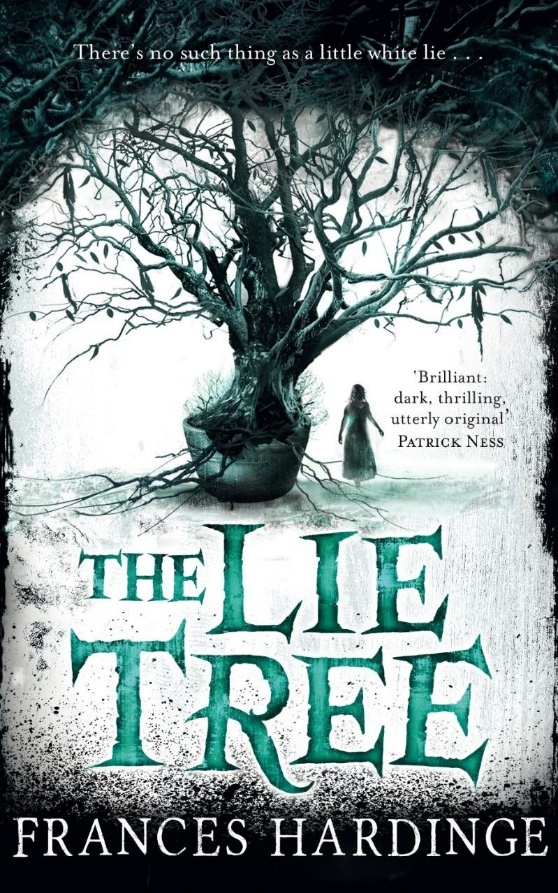 There's no such thing as a little white lie . . .
'Brilliant:
dark, thrilling,
utterly original'
PATRICK NESS
THE LIE
TREE
FRANCES HARDINGE